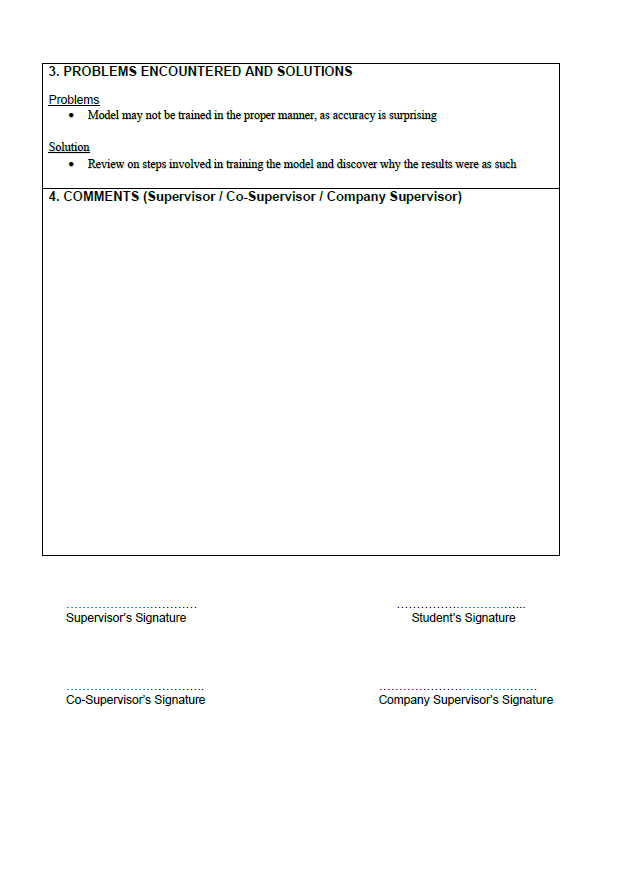 3. PROBLEMS ENCOUNTERED AND SOLUTIONS
Problems
• Model may not be trained in the proper manner, as accuracy is surprising
Solution
• Review on steps involved in training the model and discover why the results were as such
4. COMMENTS (Supervisor / Co-Supervisor / Company Supervisor)
……………………………
Supervisor's Signature
…………………………..
Student's Signature
……………………………..
Co-Supervisor's Signature
………………………………….
Company Supervisor's Signature